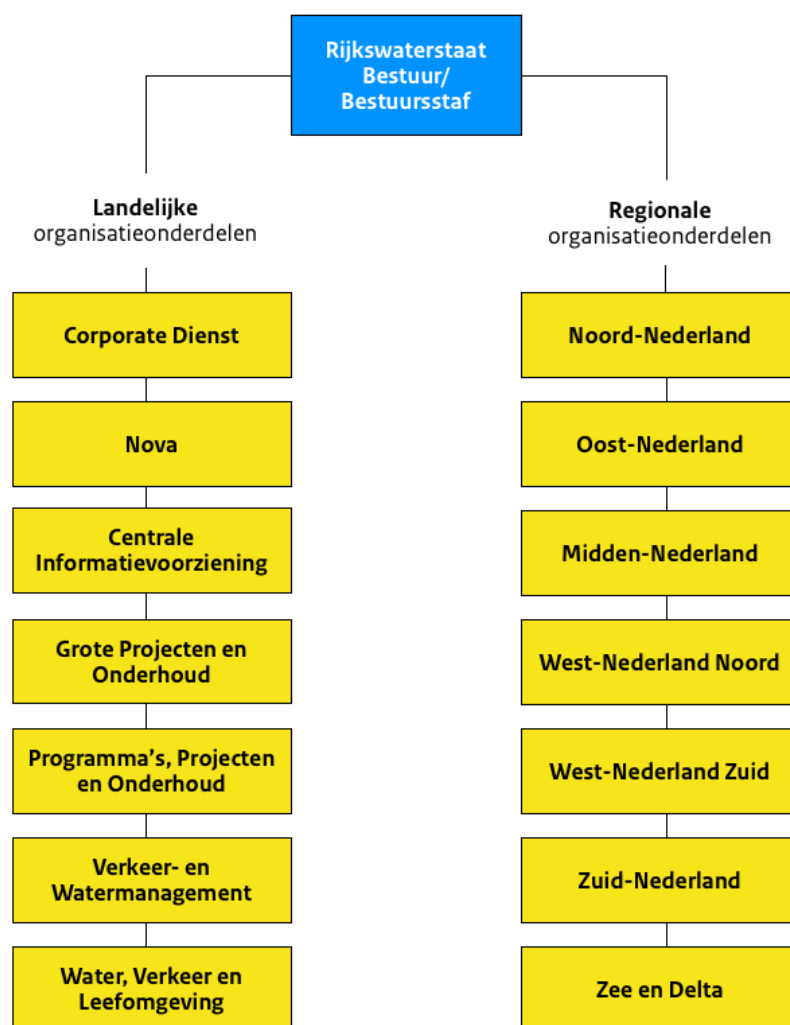 Rijkswaterstaat
Bestuur/
Bestuursstaf
Landelijke
organisatieonderdelen
Corporate Dienst
Nova
Centrale
Informatievoorziening
Grote Projecten en
Onderhoud
Programma's, Projecten
en Onderhoud
Verkeer- en
Watermanagement
Water, Verkeer en
Leefomgeving
Regionale
organisatieonderdelen
Noord-Nederland
Oost-Nederland
Midden-Nederland
West-Nederland Noord
West-Nederland Zuid
Zuid-Nederland
Zee en Delta